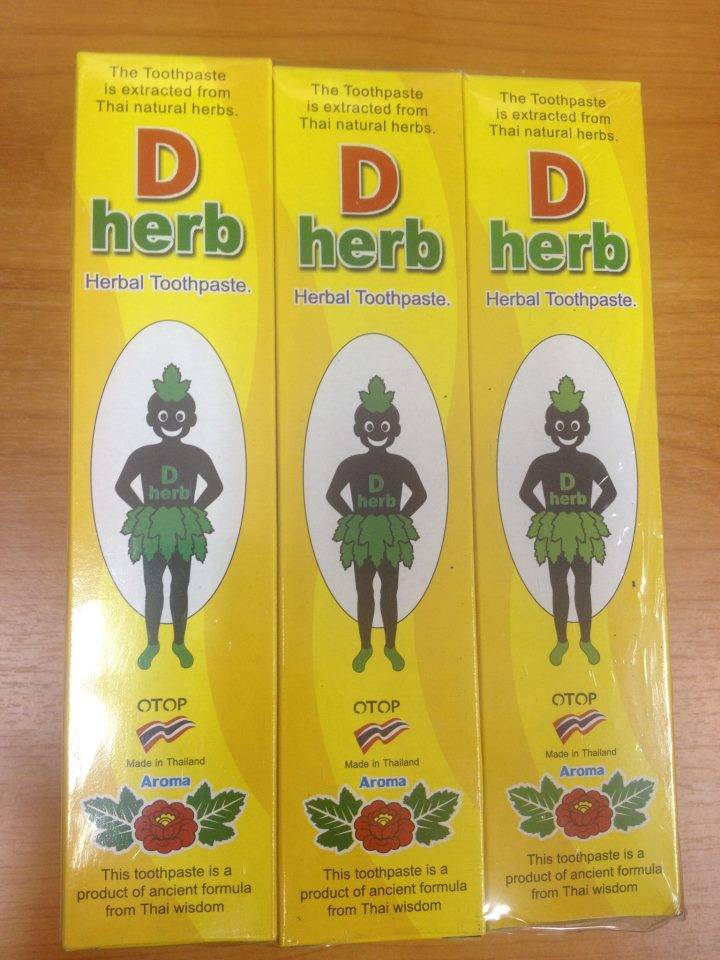 The Toothpaste
is extracted from
Thai natural herbs.
D
herb
Herbal Toothpaste.
D
herb
OTOP
Made in Thailand
Aroma
This toothpaste is a
product of ancient formula
from Thai wisdom
The Toothpaste
is extracted from
Thai natural herbs.
D
herb
Herbal Toothpaste.
D
herb
OTOP
Made in Thailand
Aroma
This toothpaste is a
product of ancient formula
from Thai wisdom
The Toothpaste
is extracted from
Thai natural herbs.
D
herb
Herbal Toothpaste.
D
herb
OTOP
Made in Thailand
Aroma
This toothpaste is a
product of ancient formula
from Thai wisdom